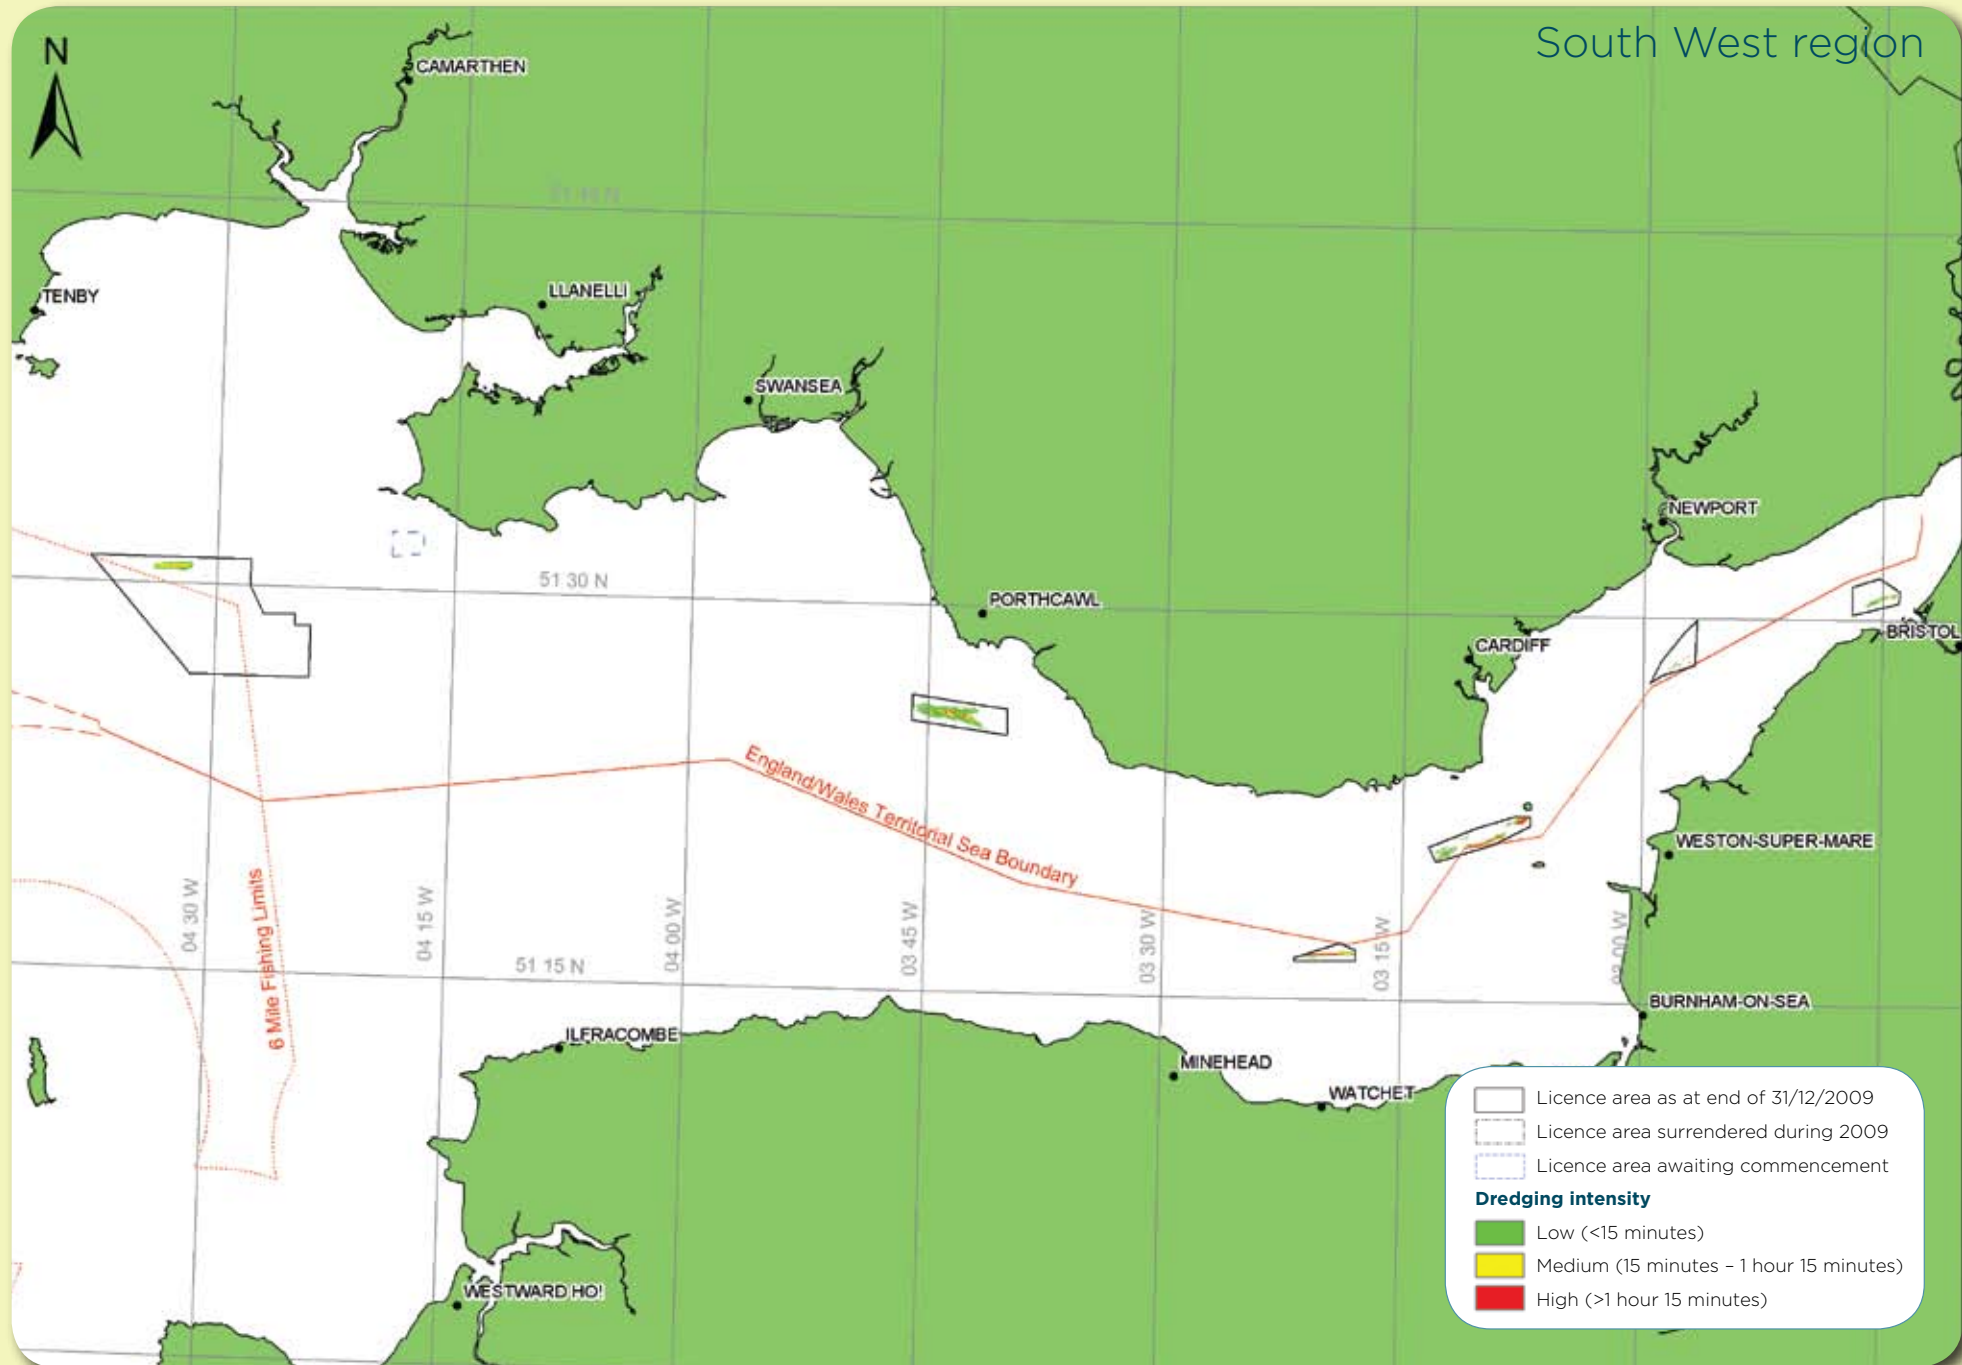 South West region
N
CAMARTHEN
TENBY
LLANELLI
SWANSEA
NEWPORT
51 30 N
PORTHCAWL
BRISTOL
CARDIFF
England/Wales Territorial Sea Boundary
WESTON-SUPER-MARE
6 Mile Fishing Limits
04 30 W
04 15 W
04 00 W
03 45 W
03 30 W
03 15 W
03 00 W
51 15 N
BURNHAM-ON-SEA
ILFRACOMBE
MINEHEAD
WATCHET
WESTWARD HO!
Licence area as at end of 31/12/2009
Licence area surrendered during 2009
Licence area awaiting commencement
Dredging intensity
Low (<15 minutes)
Medium (15 minutes – 1 hour 15 minutes)
High (>1 hour 15 minutes)